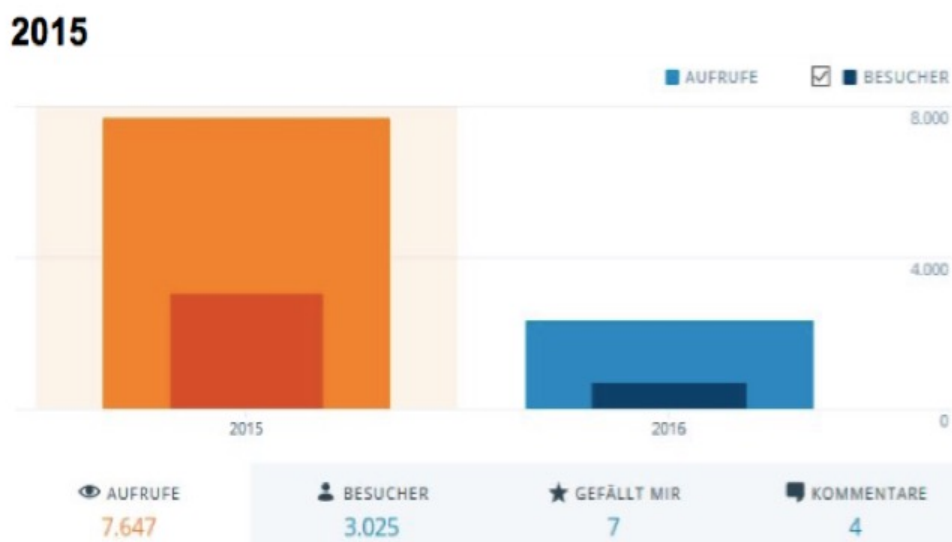 2015
AUFRUFE BESUCHER
8.000
4.000
0
2015 2016
AUFRUFE BESUCHER GEFÄLLT MIR KOMMENTARE
7.647 3.025 7 4